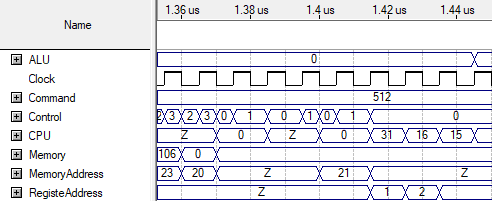 1.36 us 1.38 us 1.4 us 1.42 us 1.44 us
Name
ALU 0
Clock
Command 512
Control 2 3 2 3 0 1 0 1 0 1 0
CPU Z 0 Z 0 31 16 15
Memory 106 0
MemoryAddress 23 20 Z 21 Z
RegisteAddress Z 1 2